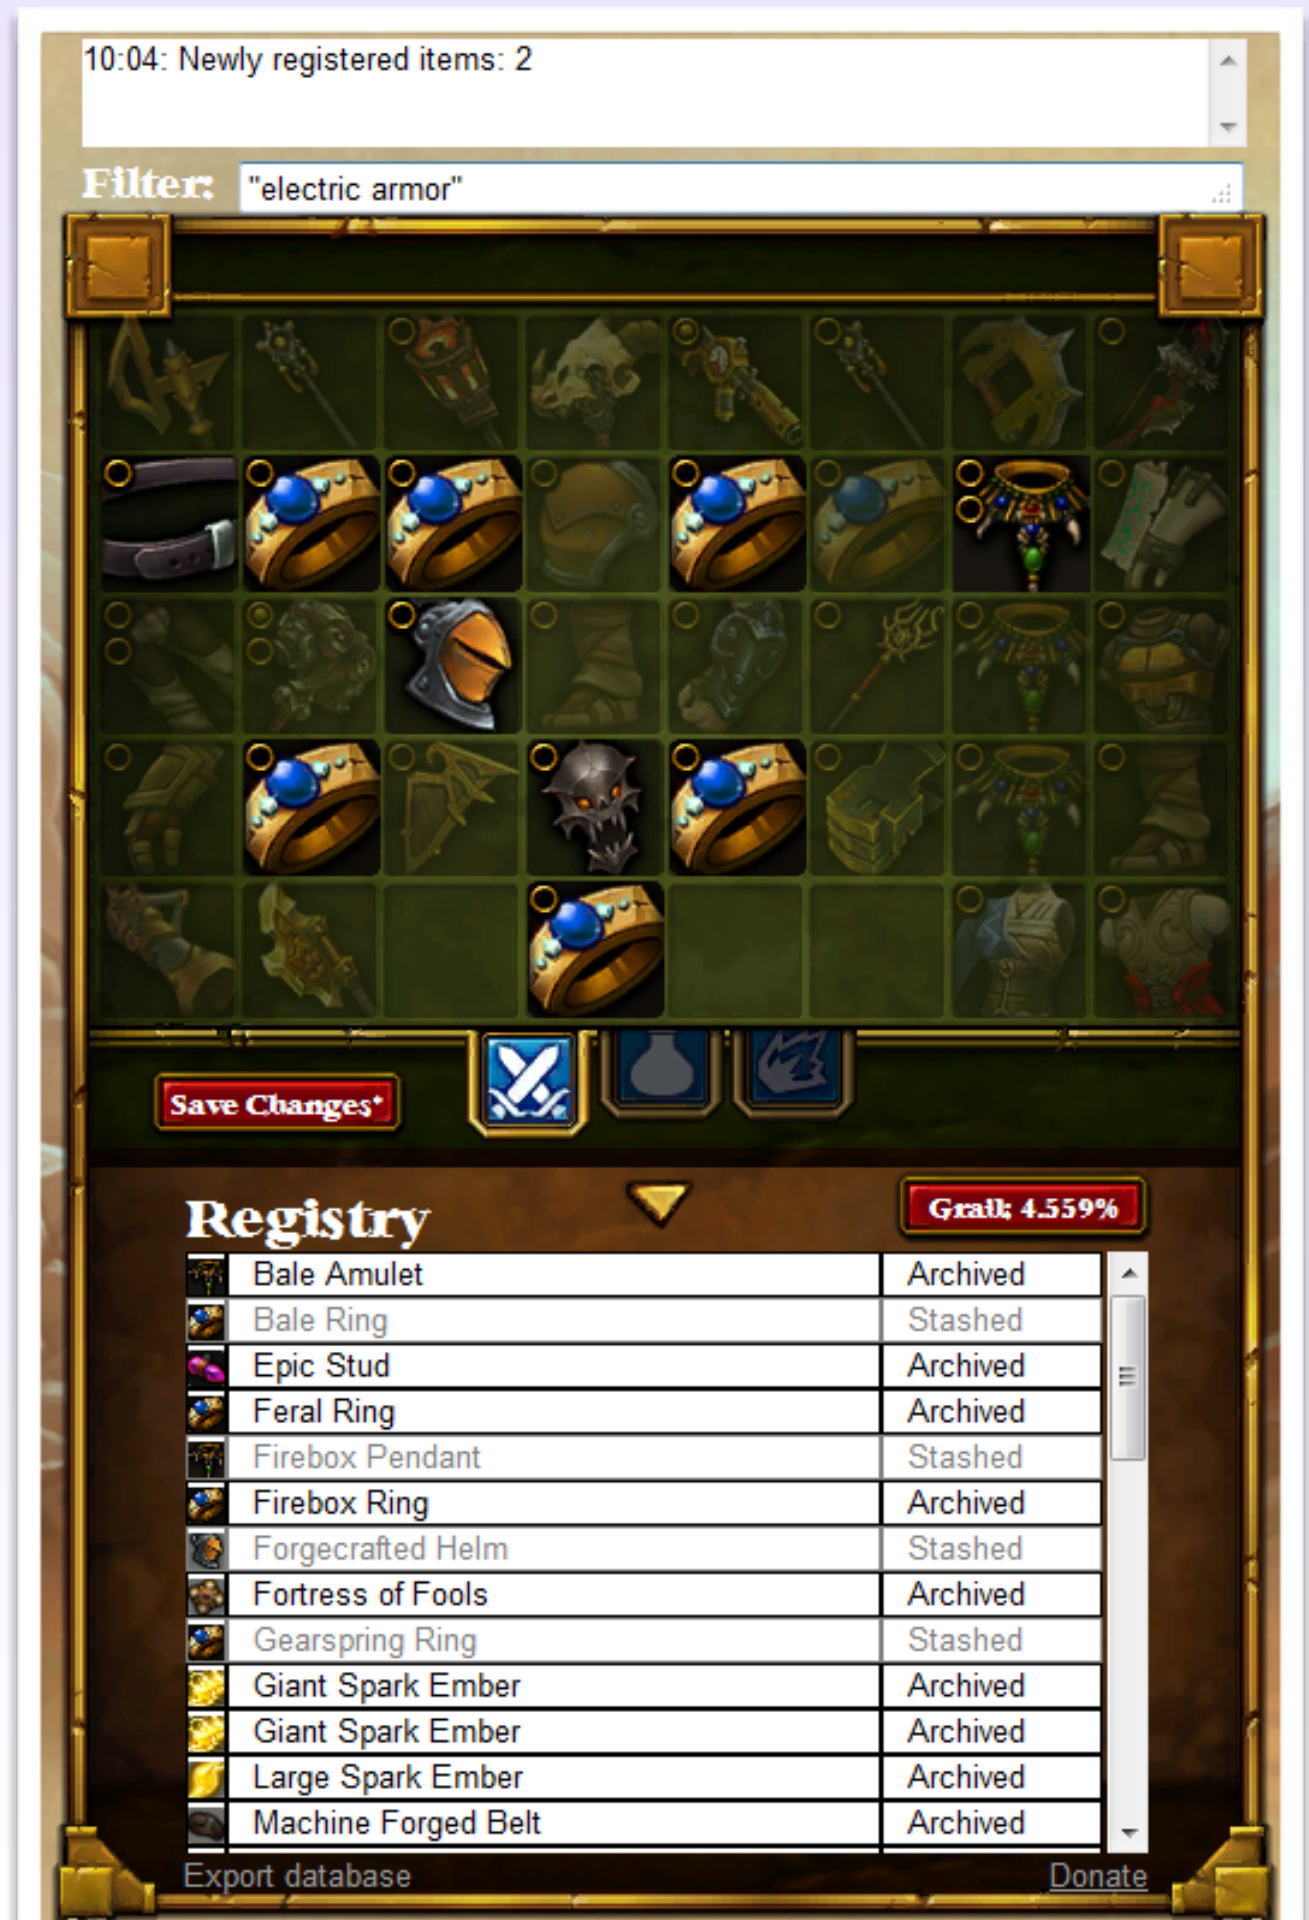 10:04: Newly registered items: 2
Filter: "electric armor"
Save Changes*
Registry
Grail: 4.559%
Bale Amulet Archived
Bale Ring Stashed
Epic Stud Archived
Feral Ring Archived
Firebox Pendant Stashed
Firebox Ring Archived
Forgecrafted Helm Stashed
Fortress of Fools Archived
Gearspring Ring Stashed
Giant Spark Ember Archived
Giant Spark Ember Archived
Large Spark Ember Archived
Machine Forged Belt Archived
Export database Donate